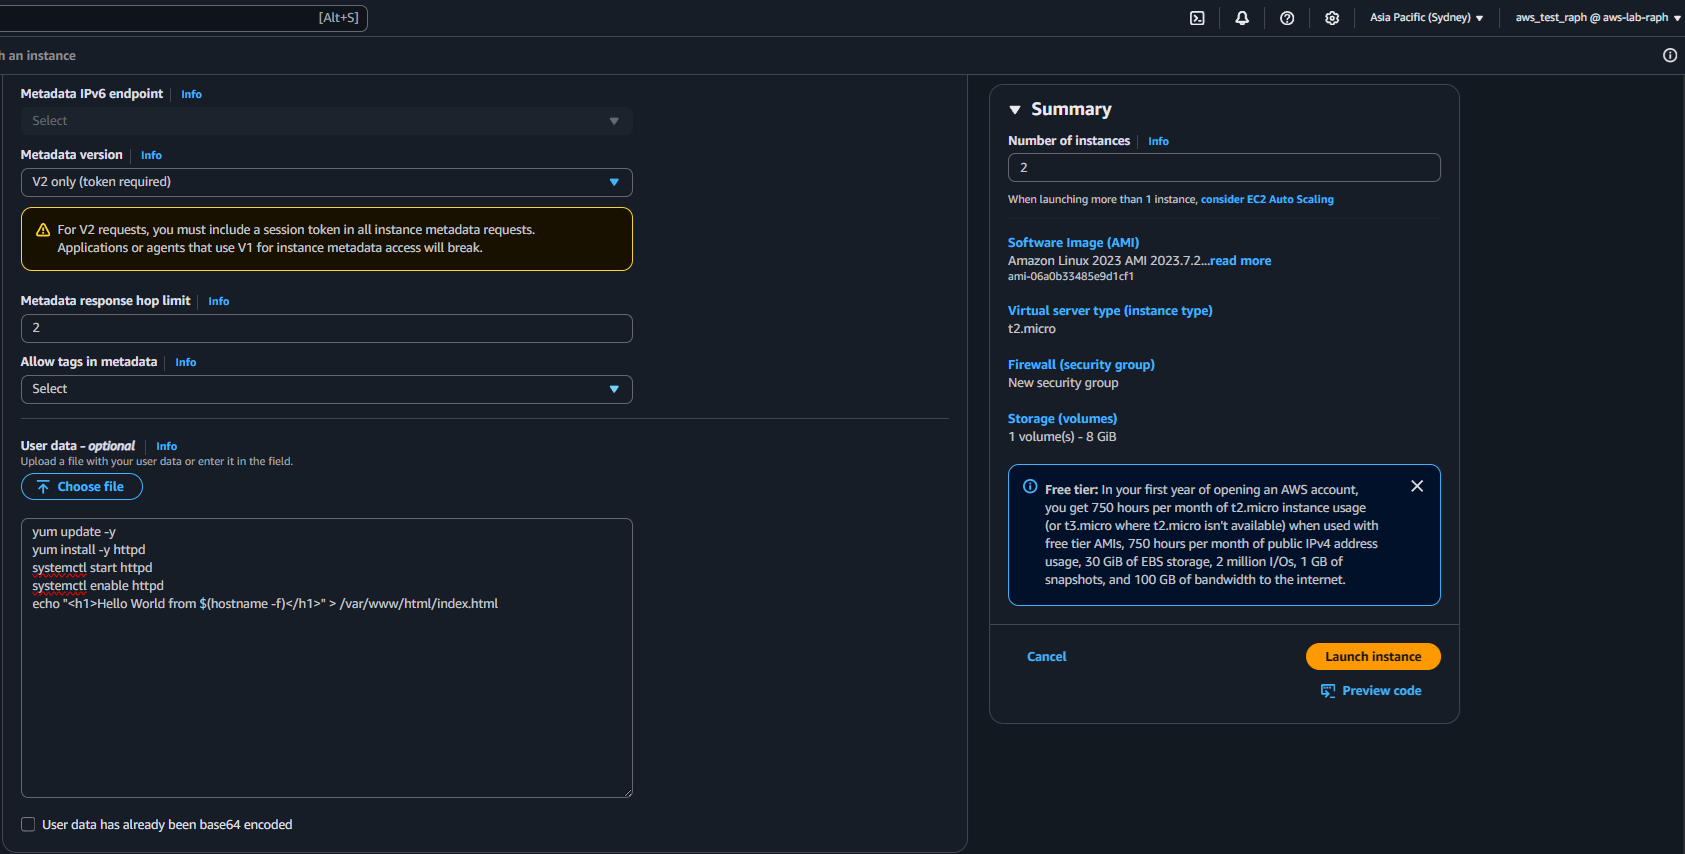 [Alt+S]
Asia Pacific (Sydney)
aws_test_raph @ aws-lab-raph
h an instance
Metadata IPv6 endpoint
Info
Select
Metadata version
Info
V2 only (token required)
For V2 requests, you must include a session token in all instance metadata requests.
Applications or agents that use V1 for instance metadata access will break.
Metadata response hop limit
Info
2
Allow tags in metadata
Info
Select
User data - optional
Info
Upload a file with your user data or enter it in the field.
Choose file
yum update -y
yum install -y httpd
systemctl start httpd
systemctl enable httpd
echo "<h1>Hello World from $(hostname -f)</h1>" > /var/www/html/index.html
User data has already been base64 encoded
Summary
Number of instances
Info
2
When launching more than 1 instance, consider EC2 Auto Scaling
Software Image (AMI)
Amazon Linux 2023 AMI 2023.7.2...read more
ami-06a0b33485e9d1cf1
Virtual server type (instance type)
t2.micro
Firewall (security group)
New security group
Storage (volumes)
1 volume(s) - 8 GiB
Free tier: In your first year of opening an AWS account,
you get 750 hours per month of t2.micro instance usage
(or t3.micro where t2.micro isn't available) when used with
free tier AMIs, 750 hours per month of public IPv4 address
usage, 30 GiB of EBS storage, 2 million I/Os, 1 GB of
snapshots, and 100 GB of bandwidth to the internet.
Cancel
Launch instance
Preview code